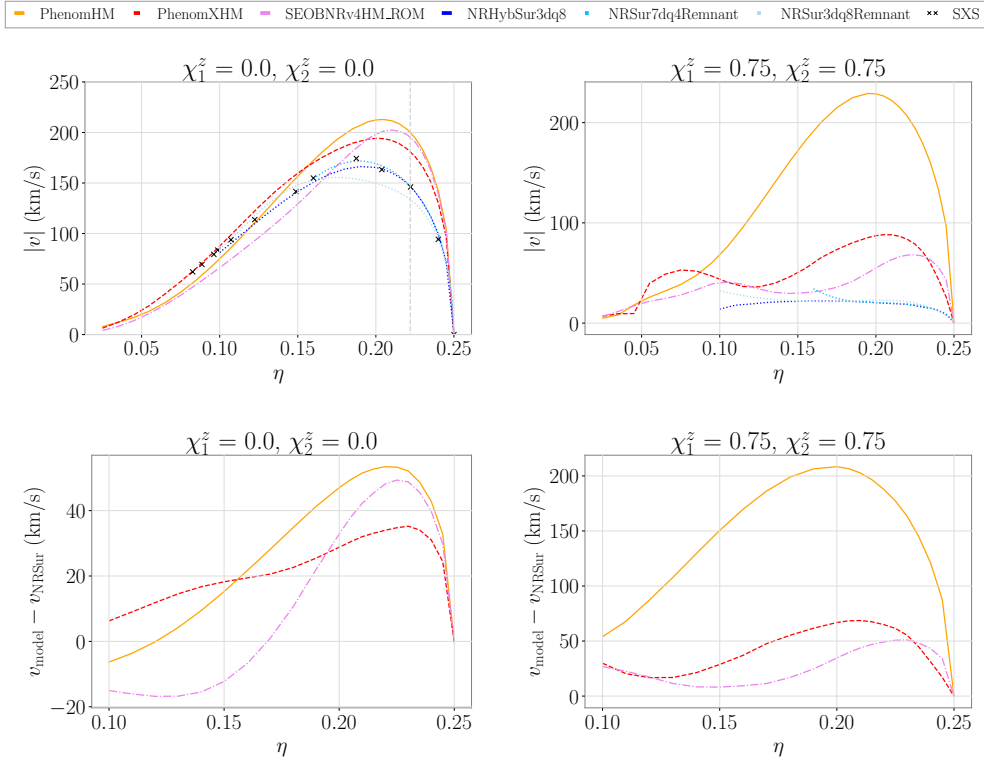 PhenomHM PhenomXHM SEOBNRv4HM_ROM NRHybSur3dq8 NRSur7dq4Remnant NRSur3dq8Remnant SXS
χ₁ᶻ = 0.0, χ₂ᶻ = 0.0
|v| (km/s)
250
200
150
100
50
0
0.05 0.10 0.15 0.20 0.25
η
χ₁ᶻ = 0.75, χ₂ᶻ = 0.75
|v| (km/s)
200
100
0
0.05 0.10 0.15 0.20 0.25
η
χ₁ᶻ = 0.0, χ₂ᶻ = 0.0
v_model − v_NRSur (km/s)
40
20
0
−20
0.10 0.15 0.20 0.25
η
χ₁ᶻ = 0.75, χ₂ᶻ = 0.75
v_model − v_NRSur (km/s)
200
150
100
50
0
0.10 0.15 0.20 0.25
η